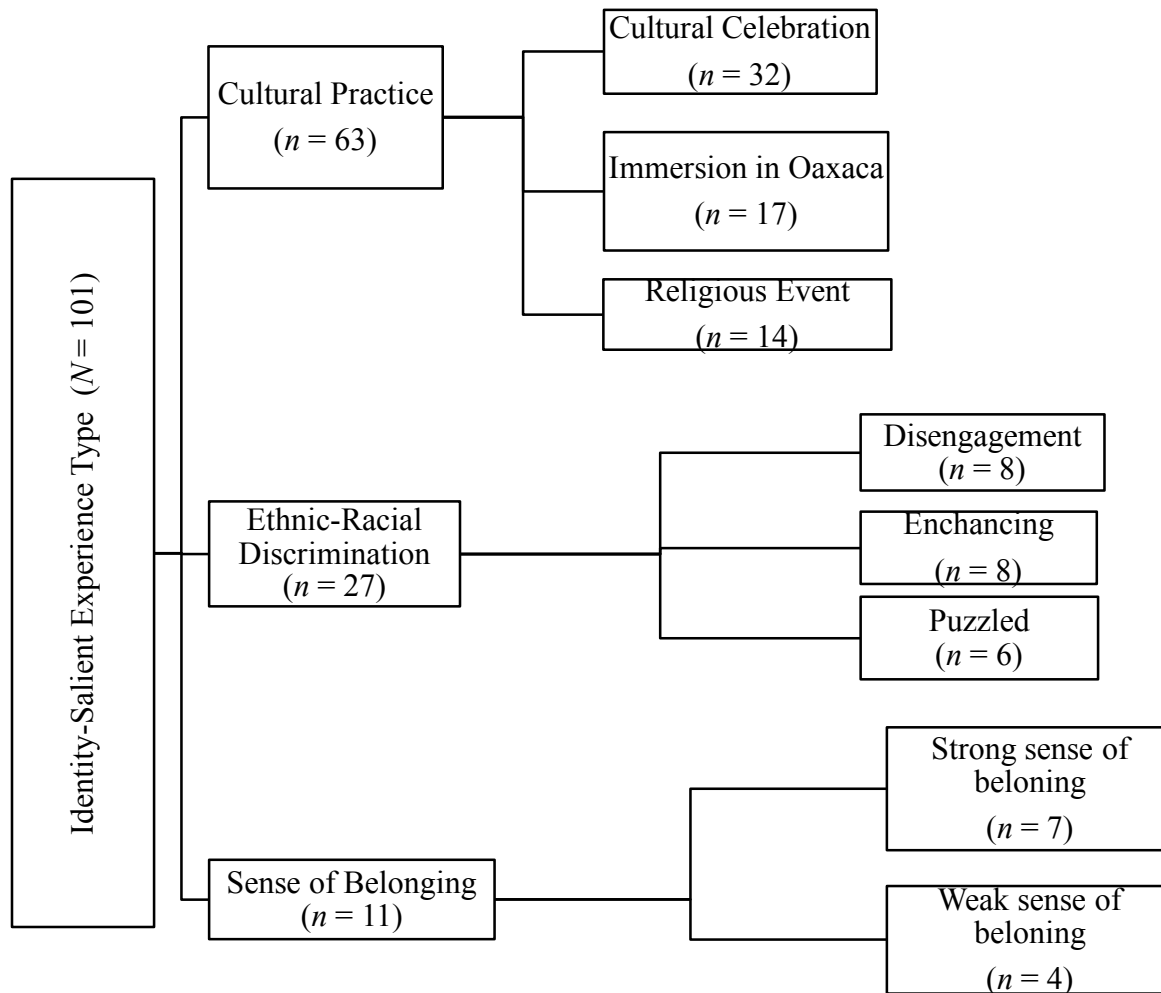 Identity-Salient Experience Type (N = 101)
Cultural Practice
(n = 63)
Cultural Celebration
(n = 32)
Immersion in Oaxaca
(n = 17)
Religious Event
(n = 14)
Ethnic-Racial
Discrimination
(n = 27)
Disengagement
(n = 8)
Enchancing
(n = 8)
Puzzled
(n = 6)
Sense of Belonging
(n = 11)
Strong sense of
beloning
(n = 7)
Weak sense of
beloning
(n = 4)